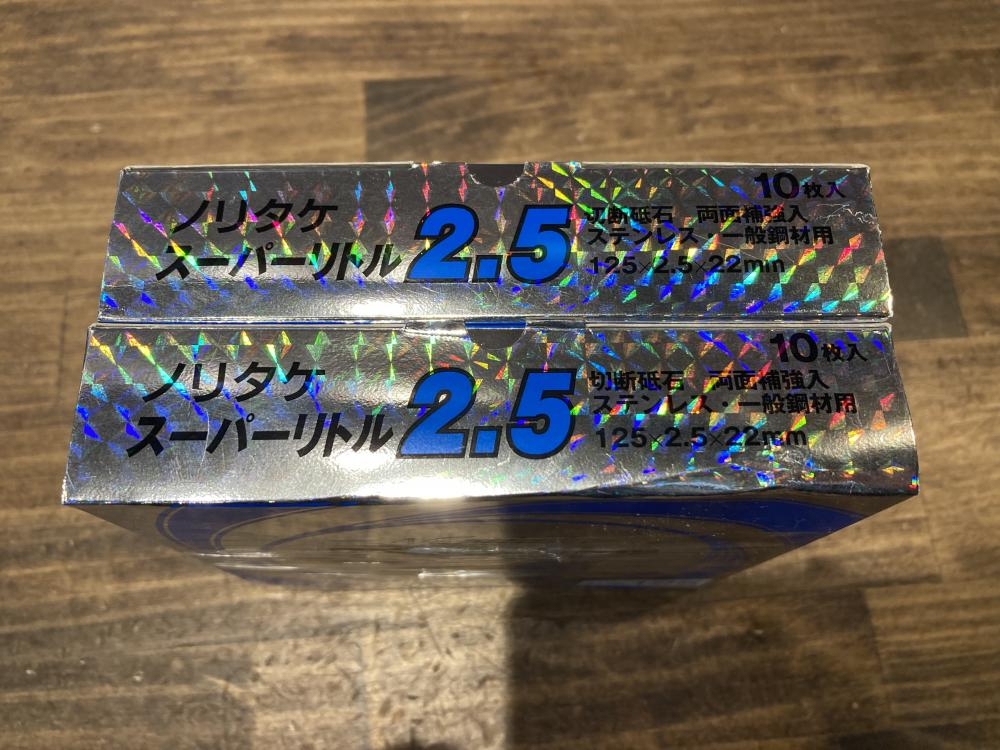 10枚入
ノリタケ
スーパーリトル
2.5
切断砥石 両面補強入
ステンレス・一般鋼材用
125×2.5×22mm
10枚入
ノリタケ
スーパーリトル
2.5
切断砥石 両面補強入
ステンレス・一般鋼材用
125×2.5×22mm